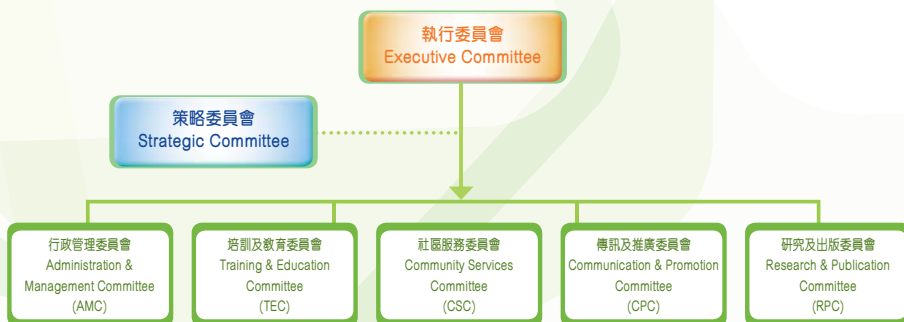 執行委員會
Executive Committee
策略委員會
Strategic Committee
行政管理委員會
Administration &
Management Committee
(AMC)
培訓及教育委員會
Training & Education
Committee
(TEC)
社區服務委員會
Community Services
Committee
(CSC)
傳訊及推廣委員會
Communication & Promotion
Committee
(CPC)
研究及出版委員會
Research & Publication
Committee
(RPC)